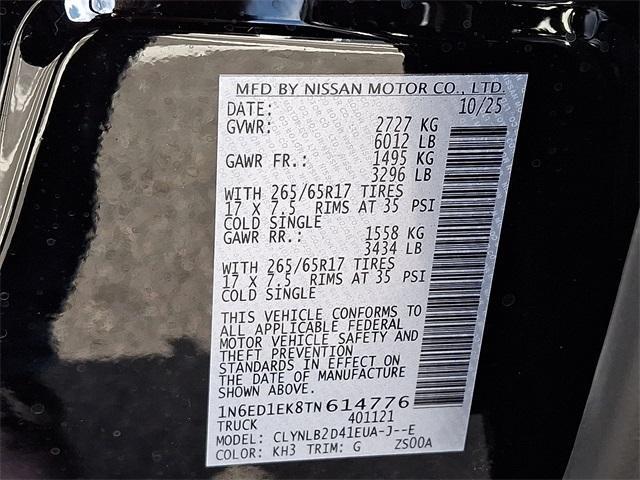 MFD BY NISSAN MOTOR CO., LTD.
DATE: 10/25
GVWR: 2727 KG
6012 LB
GAWR FR.: 1495 KG
3296 LB
WITH 265/65R17 TIRES
17 X 7.5 RIMS AT 35 PSI
COLD SINGLE
GAWR RR.: 1558 KG
3434 LB
WITH 265/65R17 TIRES
17 X 7.5 RIMS AT 35 PSI
COLD SINGLE
THIS VEHICLE CONFORMS TO
ALL APPLICABLE FEDERAL
MOTOR VEHICLE SAFETY AND
THEFT PREVENTION
STANDARDS IN EFFECT ON
THE DATE OF MANUFACTURE
SHOWN ABOVE.
1N6ED1EK8TN614776
TRUCK 401121
MODEL: CLYNLB2D41EUA-J--E
COLOR: KH3 TRIM: G ZS00A